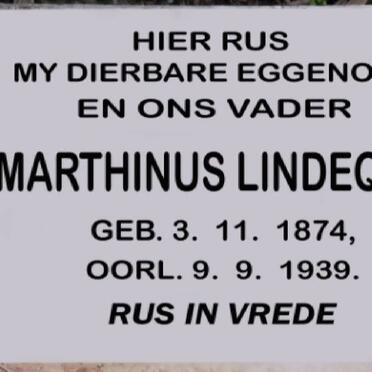 HIER RUS
MY DIERBARE EGGENO
EN ONS VADER
MARTHINUS LINDEQ
GEB. 3. 11. 1874,
OORL. 9. 9. 1939.
RUS IN VREDE